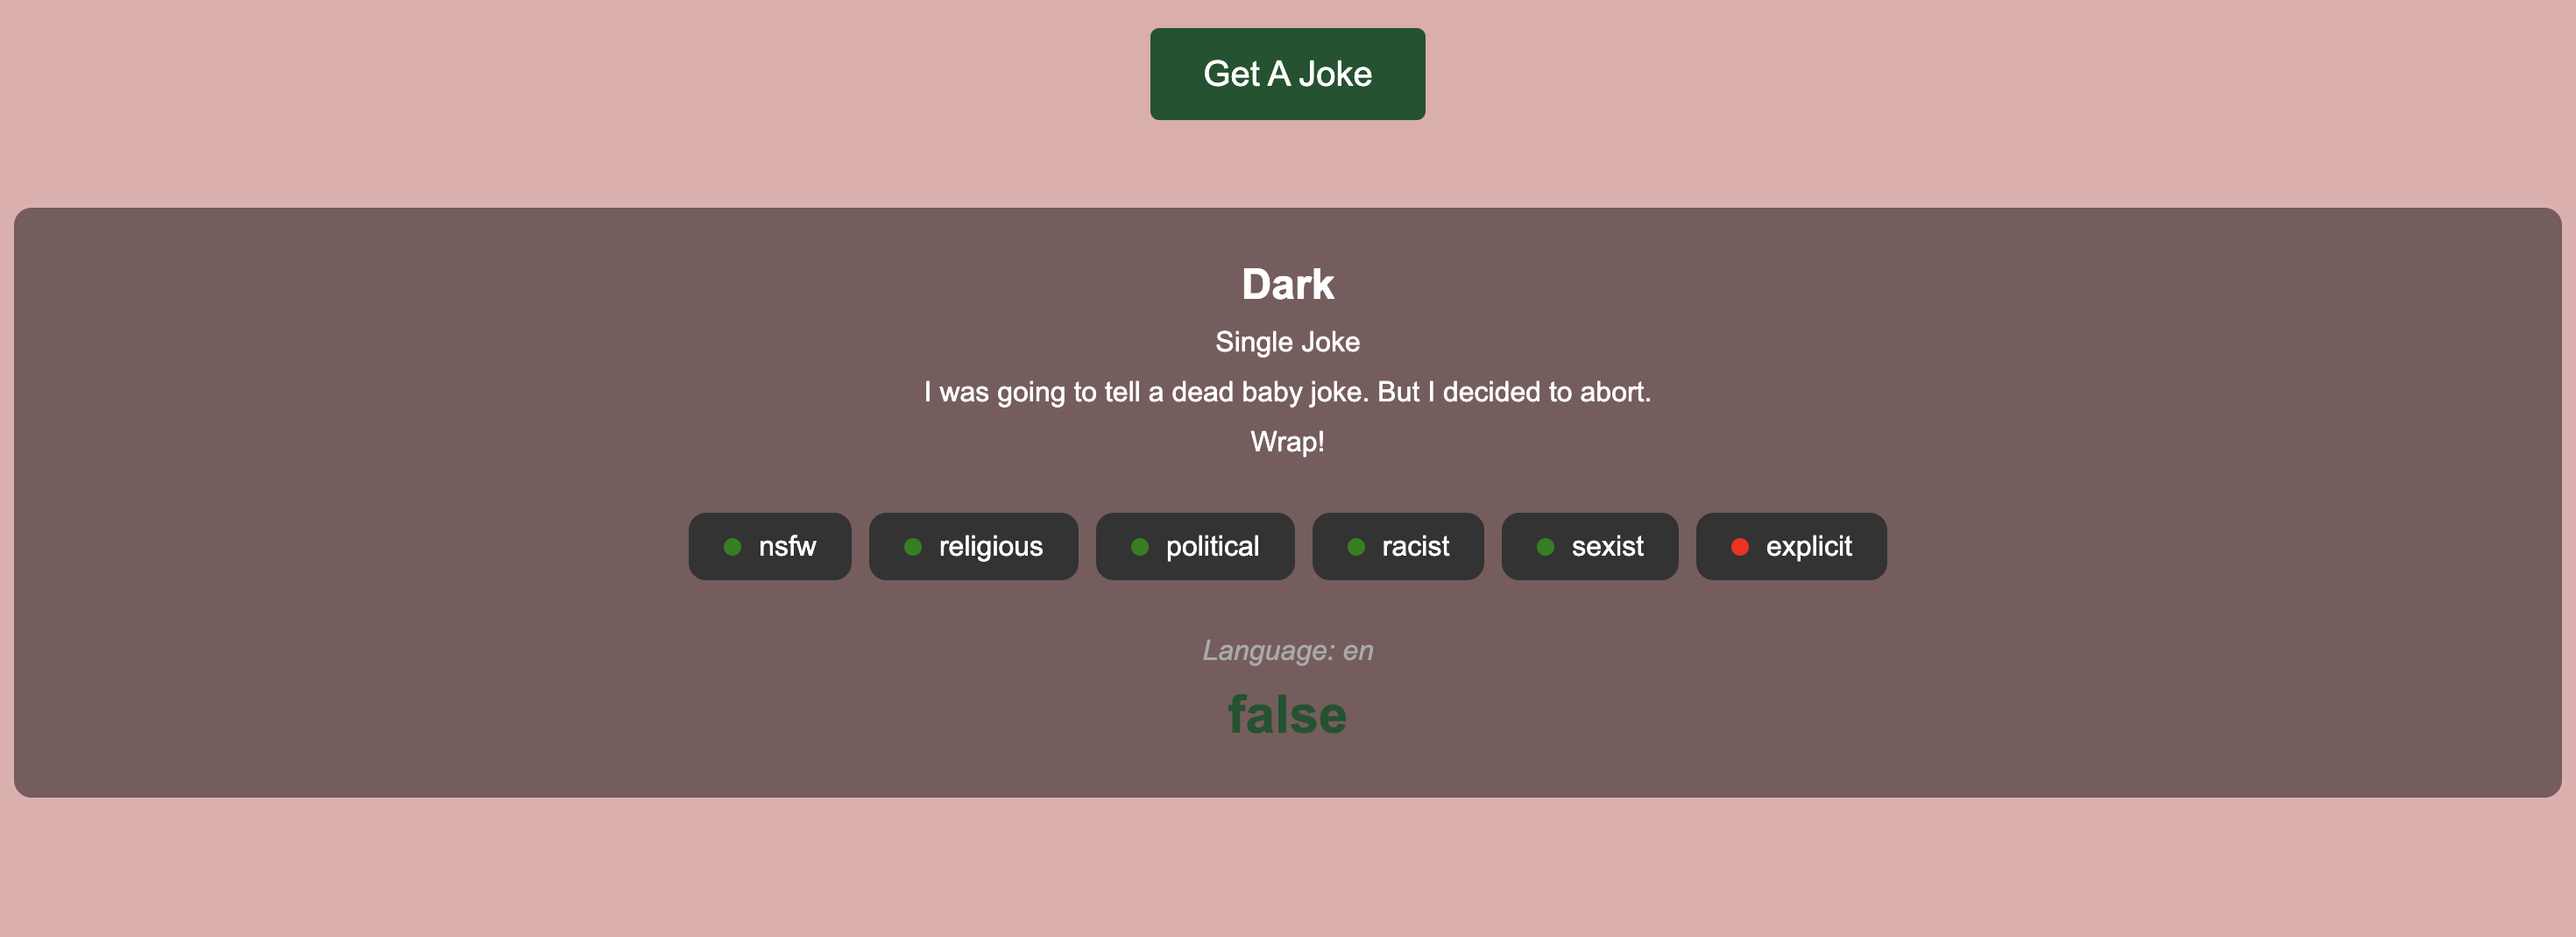 Get A Joke
Dark
Single Joke
I was going to tell a dead baby joke. But I decided to abort.
Wrap!
nsfw religious political racist sexist explicit
Language: en
false